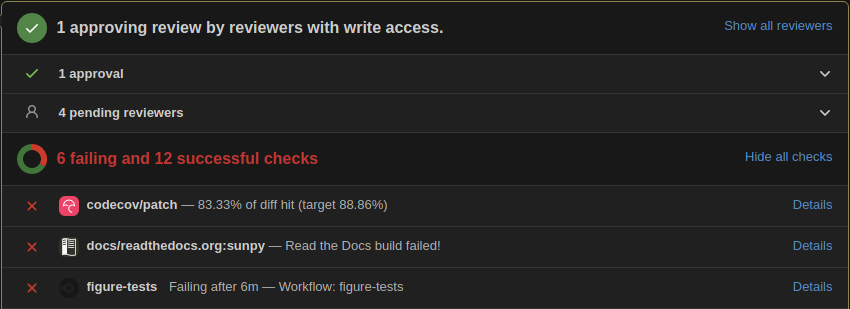 1 approving review by reviewers with write access. Show all reviewers
1 approval
4 pending reviewers
6 failing and 12 successful checks Hide all checks
codecov/patch — 83.33% of diff hit (target 88.86%) Details
docs/readthedocs.org:sunpy — Read the Docs build failed! Details
figure-tests Failing after 6m — Workflow: figure-tests Details